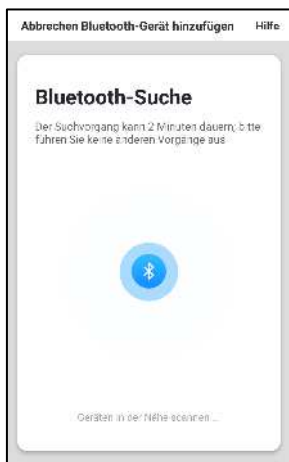 Abbrechen Bluetooth-Gerät hinzufügen Hilfe
Bluetooth-Suche
Der Suchvorgang kann 2 Minuten dauern; bitte
führen Sie keine anderen Vorgänge aus
Geräten in der Nähe scannen ...